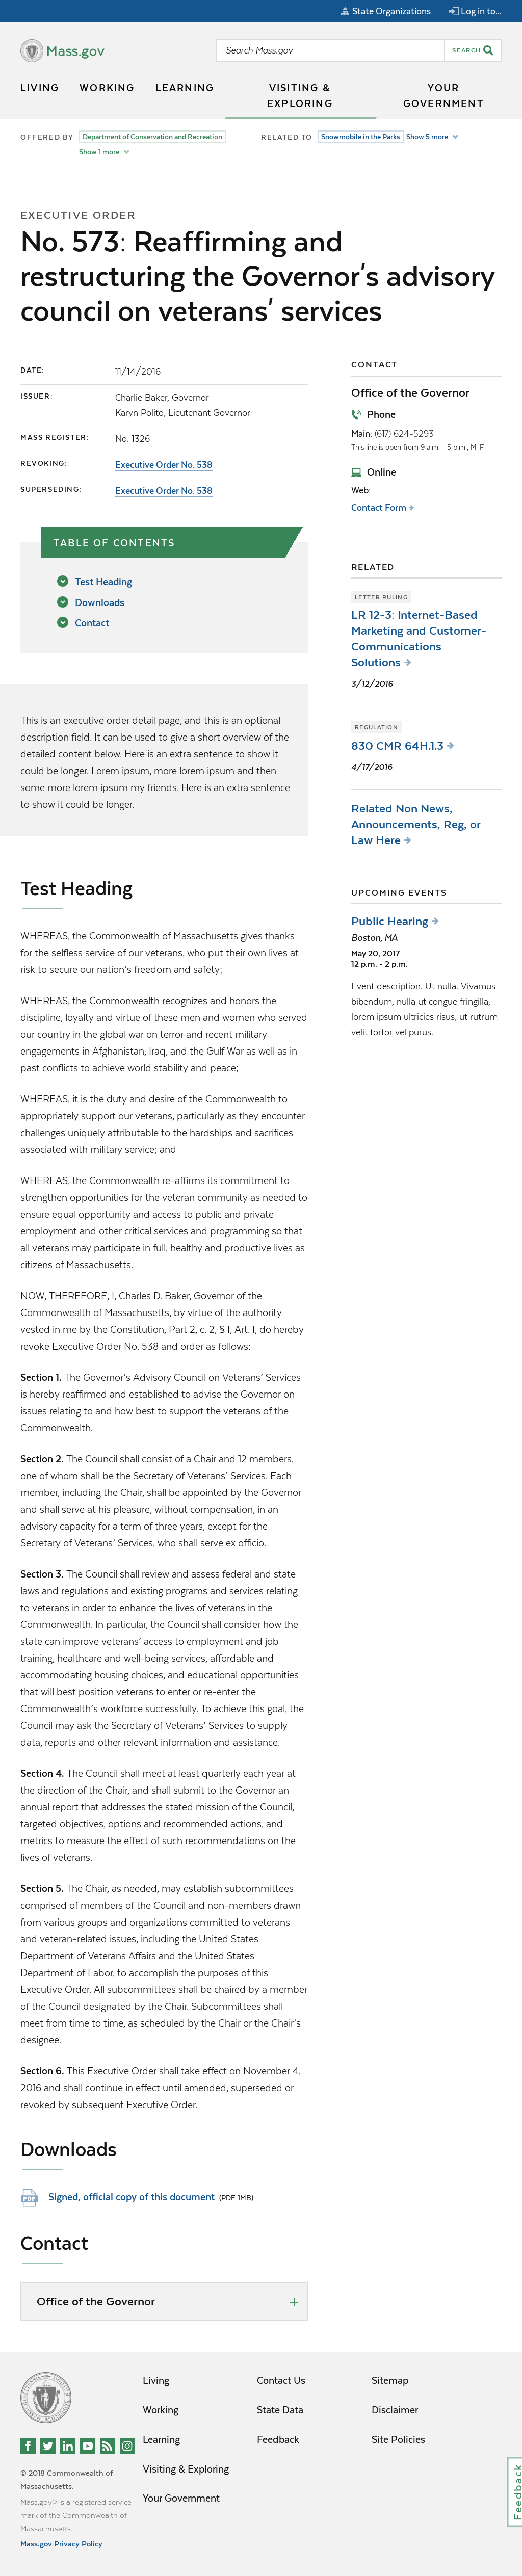 State Organizations
Log in to...
Mass.gov
Search Mass.gov
SEARCH
LIVING
WORKING
LEARNING
VISITING &
EXPLORING
YOUR
GOVERNMENT
OFFERED BY
Department of Conservation and Recreation
Show 1 more
RELATED TO
Snowmobile in the Parks
Show 5 more
EXECUTIVE ORDER
No. 573: Reaffirming and
restructuring the Governor's advisory
council on veterans' services
DATE:
11/14/2016
ISSUER:
Charlie Baker, Governor
Karyn Polito, Lieutenant Governor
MASS REGISTER:
No. 1326
REVOKING:
Executive Order No. 538
SUPERSEDING:
Executive Order No. 538
TABLE OF CONTENTS
Test Heading
Downloads
Contact
This is an executive order detail page, and this is an optional
description field. It can be used to give a short overview of the
detailed content below. Here is an extra sentence to show it
could be longer. Lorem ipsum, more lorem ipsum and then
some more lorem ipsum my friends. Here is an extra sentence
to show it could be longer.
Test Heading
WHEREAS, the Commonwealth of Massachusetts gives thanks
for the selfless service of our veterans, who put their own lives at
risk to secure our nation's freedom and safety;
WHEREAS, the Commonwealth recognizes and honors the
discipline, loyalty and virtue of these men and women who served
our country in the global war on terror and recent military
engagements in Afghanistan, Iraq, and the Gulf War as well as in
past conflicts to achieve world stability and peace;
WHEREAS, it is the duty and desire of the Commonwealth to
appropriately support our veterans, particularly as they encounter
challenges uniquely attributable to the hardships and sacrifices
associated with military service; and
WHEREAS, the Commonwealth re-affirms its commitment to
strengthen opportunities for the veteran community as needed to
ensure equal opportunity and access to public and private
employment and other critical services and programming so that
all veterans may participate in full, healthy and productive lives as
citizens of Massachusetts.
NOW, THEREFORE, I, Charles D. Baker, Governor of the
Commonwealth of Massachusetts, by virtue of the authority
vested in me by the Constitution, Part 2, c. 2, § I, Art. I, do hereby
revoke Executive Order No. 538 and order as follows:
Section 1. The Governor's Advisory Council on Veterans' Services
is hereby reaffirmed and established to advise the Governor on
issues relating to and how best to support the veterans of the
Commonwealth.
Section 2. The Council shall consist of a Chair and 12 members,
one of whom shall be the Secretary of Veterans' Services. Each
member, including the Chair, shall be appointed by the Governor
and shall serve at his pleasure, without compensation, in an
advisory capacity for a term of three years, except for the
Secretary of Veterans' Services, who shall serve ex officio.
Section 3. The Council shall review and assess federal and state
laws and regulations and existing programs and services relating
to veterans in order to enhance the lives of veterans in the
Commonwealth. In particular, the Council shall consider how the
state can improve veterans' access to employment and job
training, healthcare and well-being services, affordable and
accommodating housing choices, and educational opportunities
that will best position veterans to enter or re-enter the
Commonwealth's workforce successfully. To achieve this goal, the
Council may ask the Secretary of Veterans' Services to supply
data, reports and other relevant information and assistance.
Section 4. The Council shall meet at least quarterly each year at
the direction of the Chair, and shall submit to the Governor an
annual report that addresses the stated mission of the Council,
targeted objectives, options and recommended actions, and
metrics to measure the effect of such recommendations on the
lives of veterans.
Section 5. The Chair, as needed, may establish subcommittees
comprised of members of the Council and non-members drawn
from various groups and organizations committed to veterans
and veteran-related issues, including the United States
Department of Veterans Affairs and the United States
Department of Labor, to accomplish the purposes of this
Executive Order. All subcommittees shall be chaired by a member
of the Council designated by the Chair. Subcommittees shall
meet from time to time, as scheduled by the Chair or the Chair's
designee.
Section 6. This Executive Order shall take effect on November 4,
2016 and shall continue in effect until amended, superseded or
revoked by subsequent Executive Order.
Downloads
PDF
Signed, official copy of this document (PDF 1MB)
Contact
Office of the Governor
CONTACT
Office of the Governor
Phone
Main: (617) 624-5293
This line is open from 9 a.m. - 5 p.m., M-F
Online
Web:
Contact Form
RELATED
LETTER RULING
LR 12-3: Internet-Based
Marketing and Customer-
Communications
Solutions
3/12/2016
REGULATION
830 CMR 64H.1.3
4/17/2016
Related Non News,
Announcements, Reg, or
Law Here
UPCOMING EVENTS
Public Hearing
Boston, MA
May 20, 2017
12 p.m. - 2 p.m.
Event description. Ut nulla. Vivamus
bibendum, nulla ut congue fringilla,
lorem ipsum ultricies risus, ut rutrum
velit tortor vel purus.
Living
Working
Learning
Visiting & Exploring
Your Government
Contact Us
State Data
Feedback
Sitemap
Disclaimer
Site Policies
© 2018 Commonwealth of
Massachusetts.
Mass.gov® is a registered service
mark of the Commonwealth of
Massachusetts.
Mass.gov Privacy Policy
Feedback